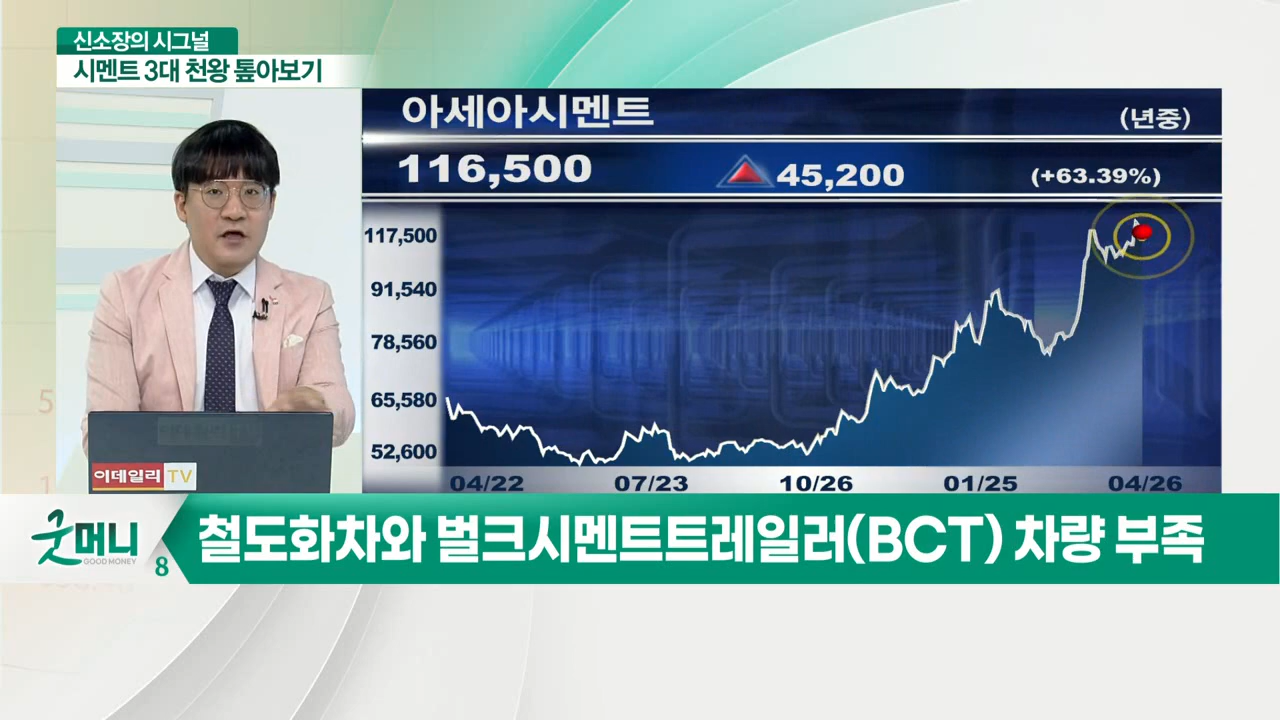 신소장의 시그널
시멘트 3대 천왕 톺아보기
아세아시멘트
(년중)
116,500
45,200
(+63.39%)
117,500
91,540
78,560
65,580
52,600
04/22
07/23
10/26
01/25
04/26
이데일리 TV
굿머니
GOOD MONEY
8
철도화차와 벌크시멘트트레일러(BCT) 차량 부족